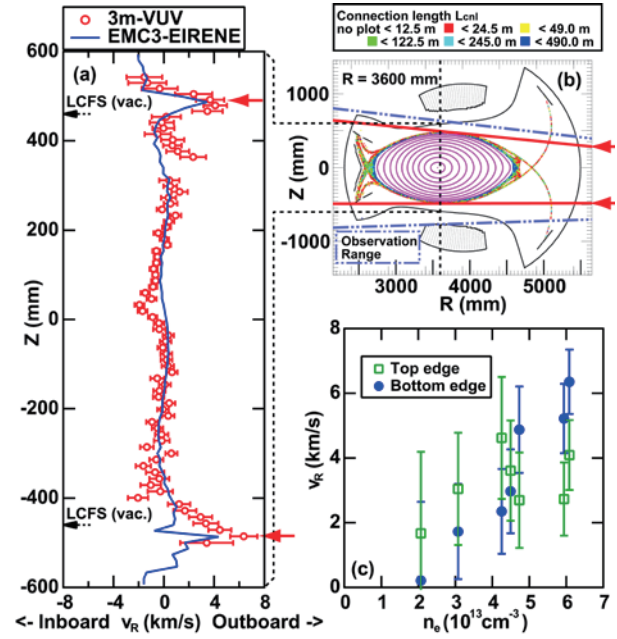 3m-VUV
EMC3-EIRENE
600
400
200
0
-200
-400
-600
Z (mm)
(a)
LCFS (vac.)
LCFS (vac.)
-8
-4
0
4
8
<- Inboard v_R (km/s) Outboard ->
Connection length L_cnl
no plot < 12.5 m < 24.5 m < 49.0 m
< 122.5 m < 245.0 m < 490.0 m
R = 3600 mm
(b)
1000
0
-1000
Z (mm)
Observation
Range
3000
4000
5000
R (mm)
Top edge
Bottom edge
8
6
4
2
0
v_R (km/s)
(c)
0 1 2 3 4 5 6 7
n_e (10^13 cm^-3)